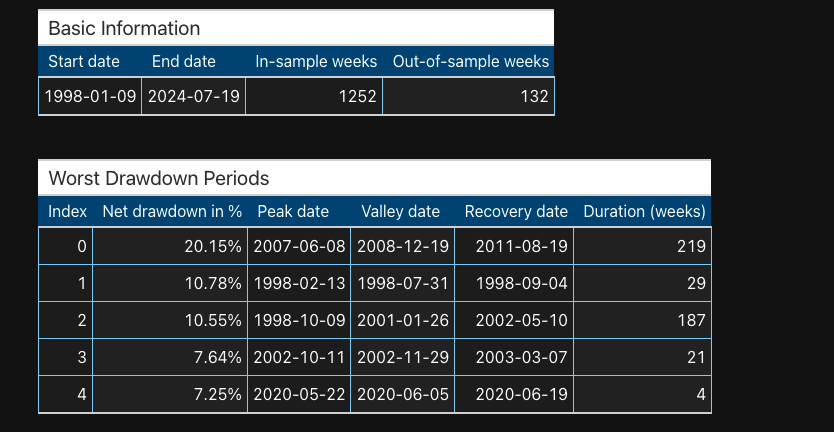 Basic Information
Start date End date In-sample weeks Out-of-sample weeks
1998-01-09 2024-07-19 1252 132
Worst Drawdown Periods
Index Net drawdown in % Peak date Valley date Recovery date Duration (weeks)
0 20.15% 2007-06-08 2008-12-19 2011-08-19 219
1 10.78% 1998-02-13 1998-07-31 1998-09-04 29
2 10.55% 1998-10-09 2001-01-26 2002-05-10 187
3 7.64% 2002-10-11 2002-11-29 2003-03-07 21
4 7.25% 2020-05-22 2020-06-05 2020-06-19 4